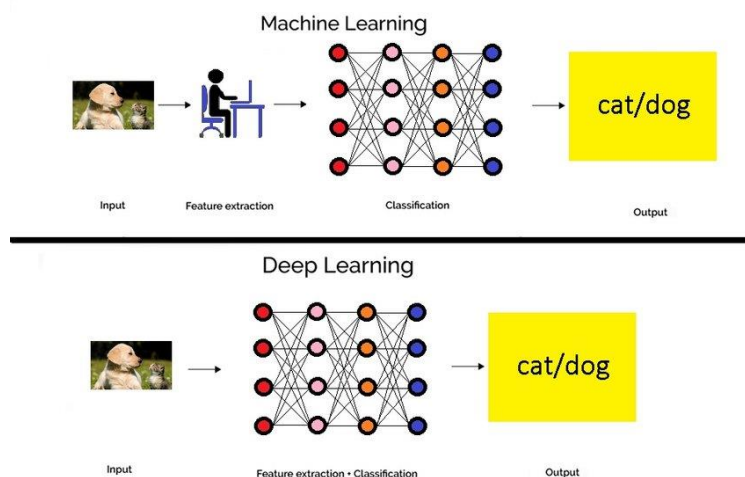 Machine Learning
cat/dog
Input
Feature extraction
Classification
Output
Deep Learning
cat/dog
Input
Feature extraction + Classification
Output